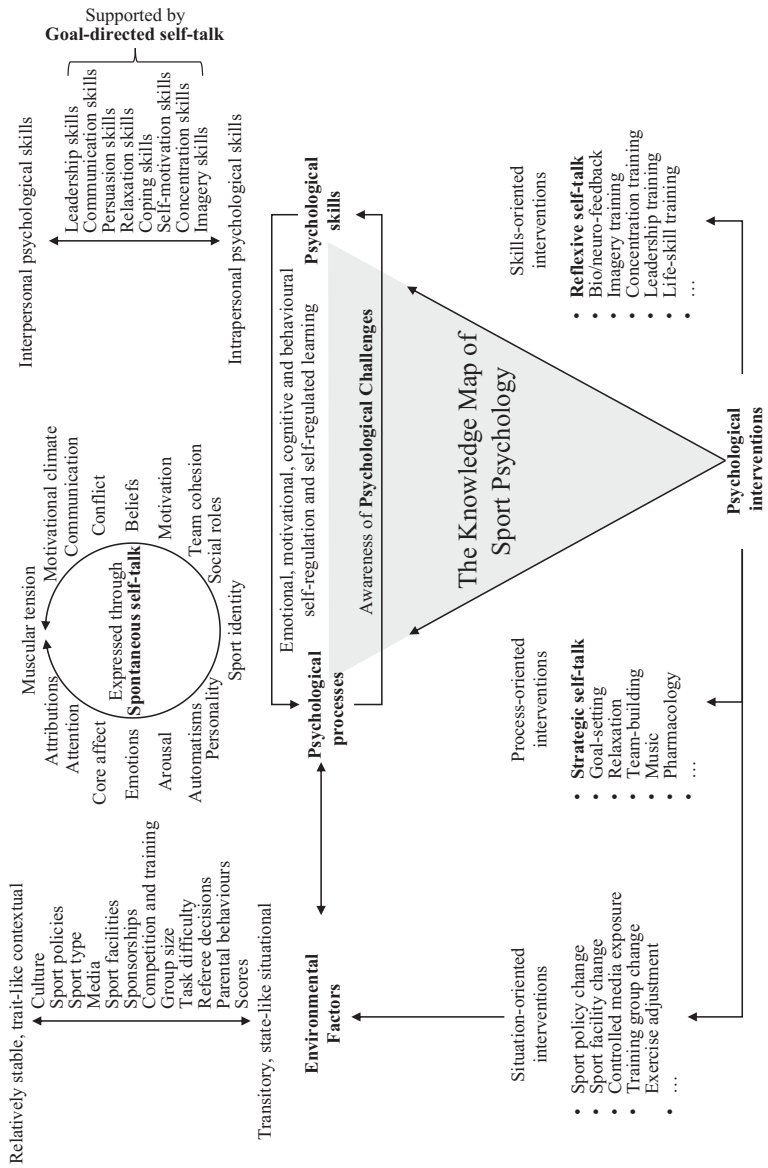 Relatively stable, trait-like contextual
Culture
Sport policies
Sport type
Media
Sport facilities
Sponsorships
Competition and training
Group size
Task difficulty
Referee decisions
Parental behaviours
Scores
Transitory, state-like situational
Environmental
Factors
Muscular tension
Attributions
Attention
Core affect
Emotions
Arousal
Automatisms
Personality
Sport identity
Motivational climate
Communication
Conflict
Beliefs
Motivation
Team cohesion
Social roles
Expressed through
Spontaneous self-talk
Psychological
processes
Supported by
Goal-directed self-talk
Interpersonal psychological skills
Leadership skills
Communication skills
Persuasion skills
Relaxation skills
Coping skills
Self-motivation skills
Concentration skills
Imagery skills
Intrapersonal psychological skills
Psychological
skills
Emotional, motivational, cognitive and behavioural
self-regulation and self-regulated learning
Awareness of Psychological Challenges
The Knowledge Map of
Sport Psychology
Situation-oriented
interventions
• Sport policy change
• Sport facility change
• Controlled media exposure
• Training group change
Exercise adjustment
• …
Process-oriented
interventions
• Strategic self-talk
• Goal-setting
• Relaxation
• Team-building
• Music
• Pharmacology
• …
Skills-oriented
interventions
• Reflexive self-talk
• Bio/neuro-feedback
• Imagery training
• Concentration training
• Leadership training
• Life-skill training
• …
Psychological
interventions